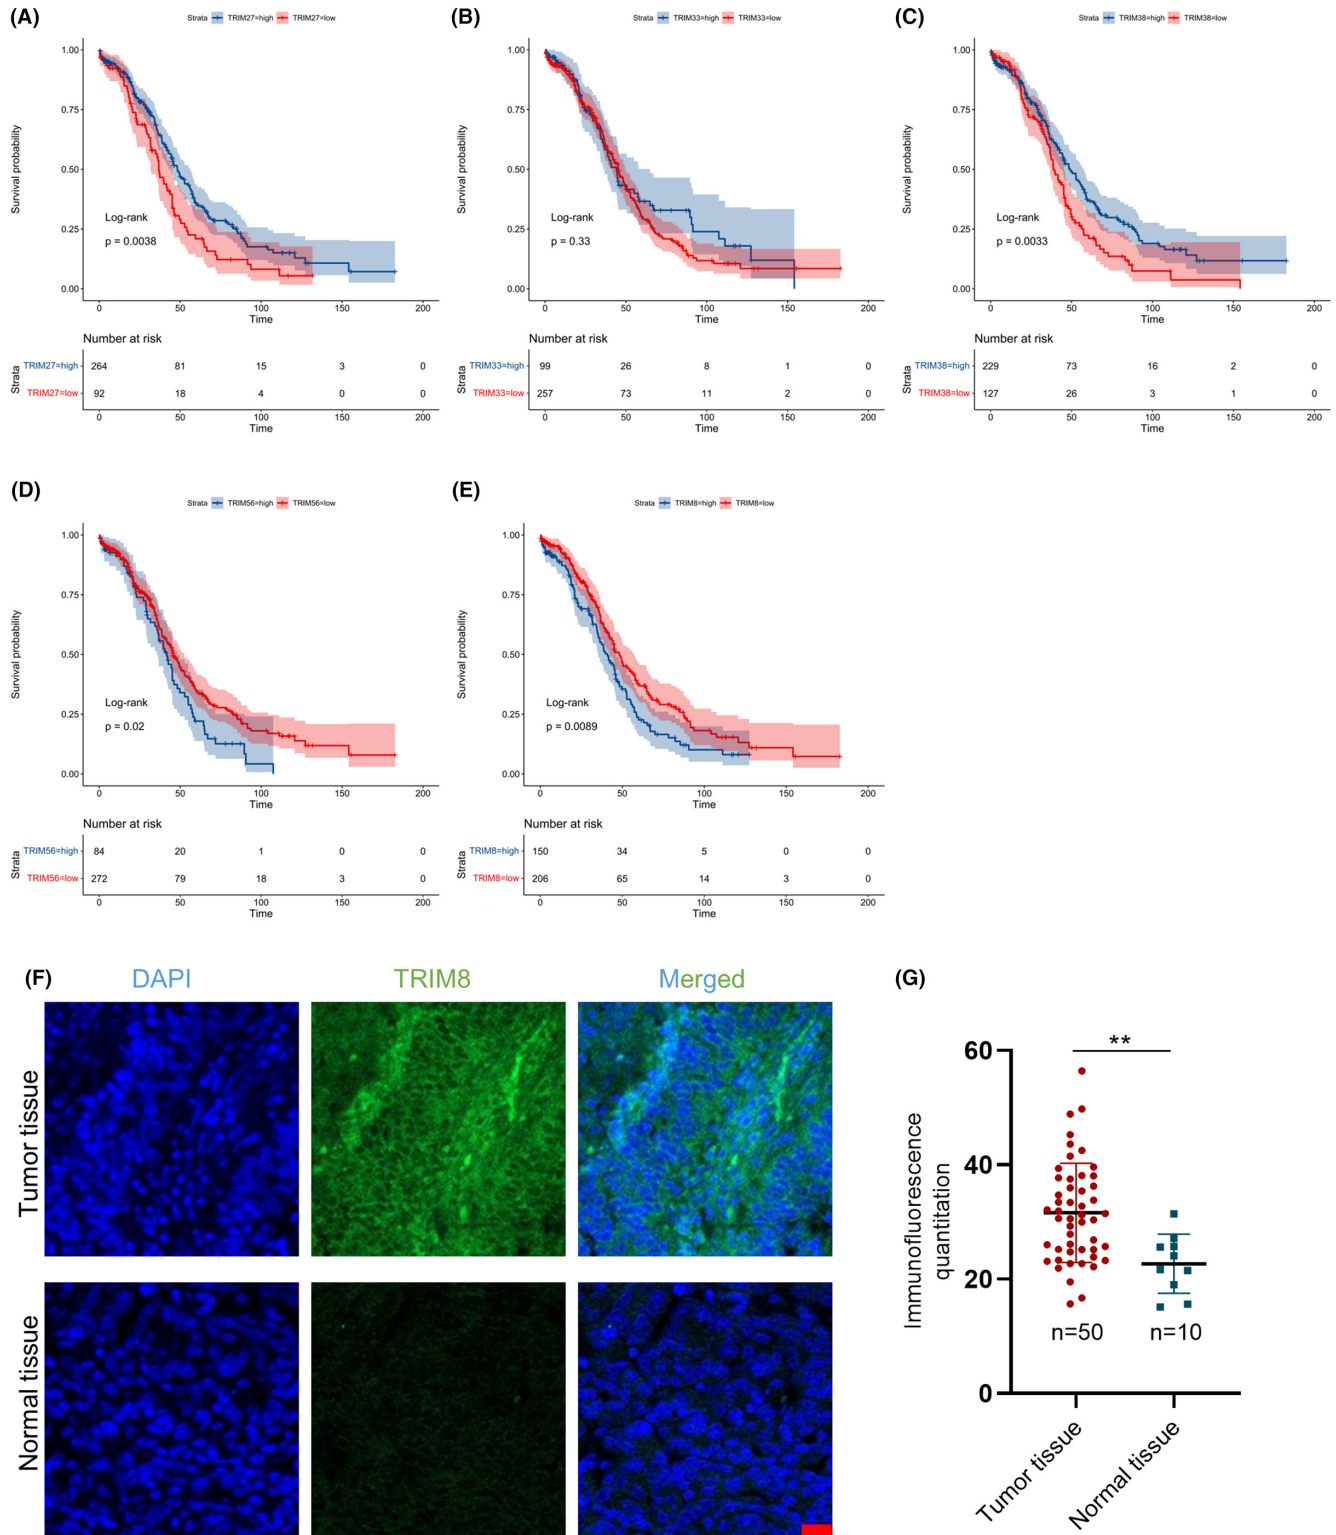 (A)
Strata TRIM27=high TRIM27=low
Survival probability
1.00
0.75
0.50
0.25
0.00
Log-rank
p = 0.0038
0 50 100 150 200
Time
Number at risk
Strata
TRIM27=high 264 81 15 3 0
TRIM27=low 92 18 4 0 0
0 50 100 150 200
Time
(B)
Strata TRIM33=high TRIM33=low
Survival probability
1.00
0.75
0.50
0.25
0.00
Log-rank
p = 0.33
0 50 100 150 200
Time
Number at risk
Strata
TRIM33=high 99 26 8 1 0
TRIM33=low 257 73 11 2 0
0 50 100 150 200
Time
(C)
Strata TRIM38=high TRIM38=low
Survival probability
1.00
0.75
0.50
0.25
0.00
Log-rank
p = 0.0033
0 50 100 150 200
Time
Number at risk
Strata
TRIM38=high 229 73 16 2 0
TRIM38=low 127 26 3 1 0
0 50 100 150 200
Time
(D)
Strata TRIM56=high TRIM56=low
Survival probability
1.00
0.75
0.50
0.25
0.00
Log-rank
p = 0.02
0 50 100 150 200
Time
Number at risk
Strata
TRIM56=high 84 20 1 0 0
TRIM56=low 272 79 18 3 0
0 50 100 150 200
Time
(E)
Strata TRIM8=high TRIM8=low
Survival probability
1.00
0.75
0.50
0.25
0.00
Log-rank
p = 0.0089
0 50 100 150 200
Time
Number at risk
Strata
TRIM8=high 150 34 5 0 0
TRIM8=low 206 65 14 3 0
0 50 100 150 200
Time
(F)
DAPI TRIM8 Merged
Tumor tissue
Normal tissue
(G)
Immunofluorescence
quantitation
60
40
20
0
**
n=50 n=10
Tumor tissue
Normal tissue